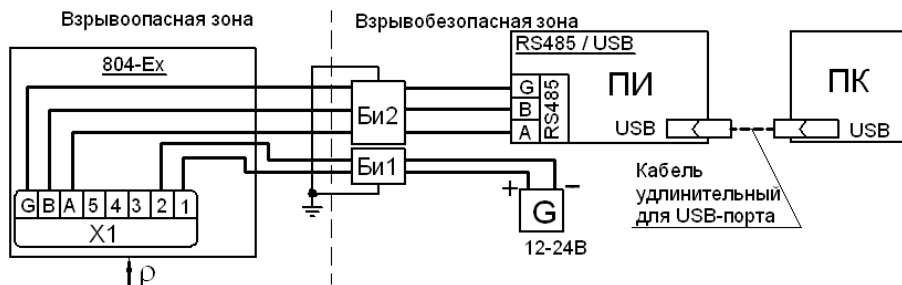 Взрывоопасная зона
Взрывобезопасная зона
804-Ex
RS485 / USB
G
B
A
RS485
ПИ
USB
ПК
USB
Би2
Би1
G B A 5 4 3 2 1
X1
+
–
G
12-24В
Кабель
удлинительный
для USB-порта
ρ